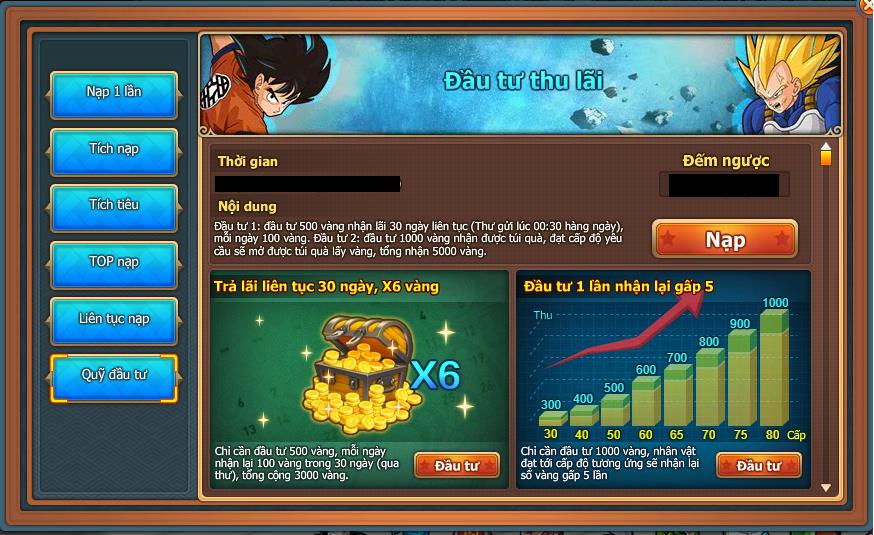 Đầu tư thu lãi
Nạp 1 lần
Tích nạp
Tích tiêu
TOP nạp
Liên tục nạp
Quỹ đầu tư
Thời gian
Đếm ngược
Nội dung
Đầu tư 1: đầu tư 500 vàng nhận lãi 30 ngày liên tục (Thư gửi lúc 00:30 hàng ngày),
mỗi ngày 100 vàng. Đầu tư 2: đầu tư 1000 vàng nhận được túi quà, đạt cấp độ yêu
cầu sẽ mở được túi quà lấy vàng, tổng nhận 5000 vàng.
Nạp
Trả lãi liên tục 30 ngày, X6 vàng
X6
Chỉ cần đầu tư 500 vàng, mỗi ngày
nhận lại 100 vàng trong 30 ngày (qua
thư), tổng cộng 3000 vàng.
Đầu tư
Đầu tư 1 lần nhận lại gấp 5
Thu
300 400 500 600 700 800 900 1000
30 40 50 60 65 70 75 80 Cấp
Chỉ cần đầu tư 1000 vàng, nhân vật
đạt tới cấp độ tương ứng sẽ nhận lại
số vàng gấp 5 lần
Đầu tư